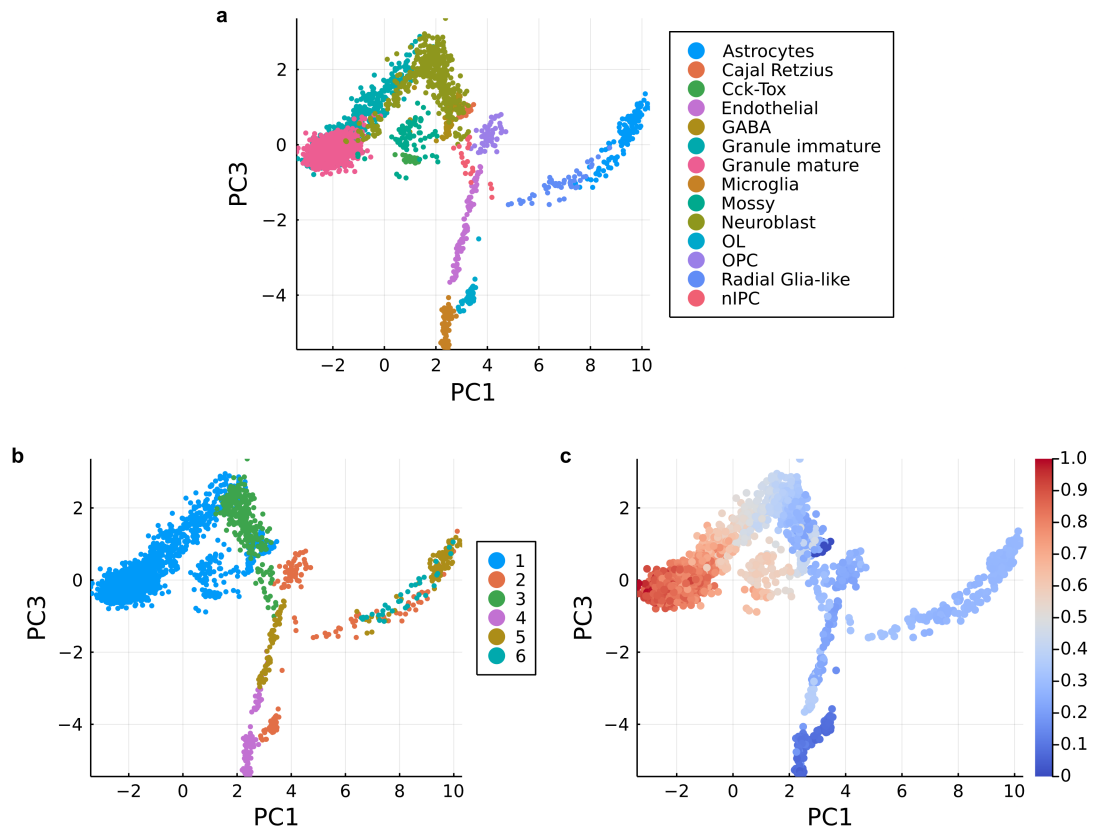 a
2
0
−2
−4
PC3
−2
0
2
4
6
8
10
PC1
Astrocytes
Cajal Retzius
Cck-Tox
Endothelial
GABA
Granule immature
Granule mature
Microglia
Mossy
Neuroblast
OL
OPC
Radial Glia-like
nIPC
b
2
0
−2
−4
PC3
−2
0
2
4
6
8
10
PC1
1
2
3
4
5
6
c
2
0
−2
−4
PC3
−2
0
2
4
6
8
10
PC1
1.0
0.9
0.8
0.7
0.6
0.5
0.4
0.3
0.2
0.1
0